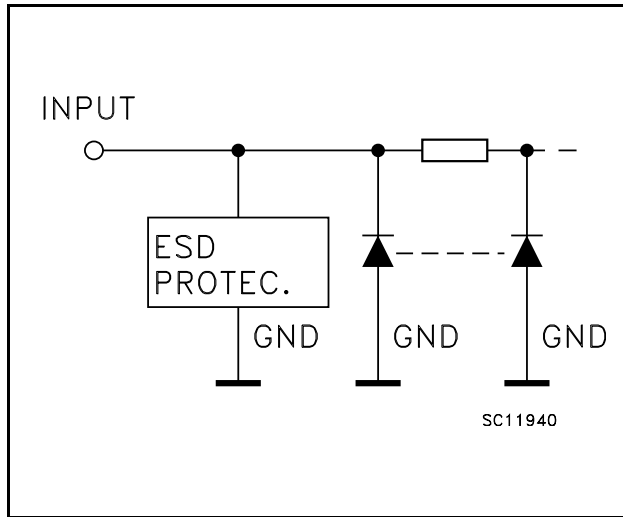 INPUT
ESD
PROTEC.
GND
GND
GND
SC11940